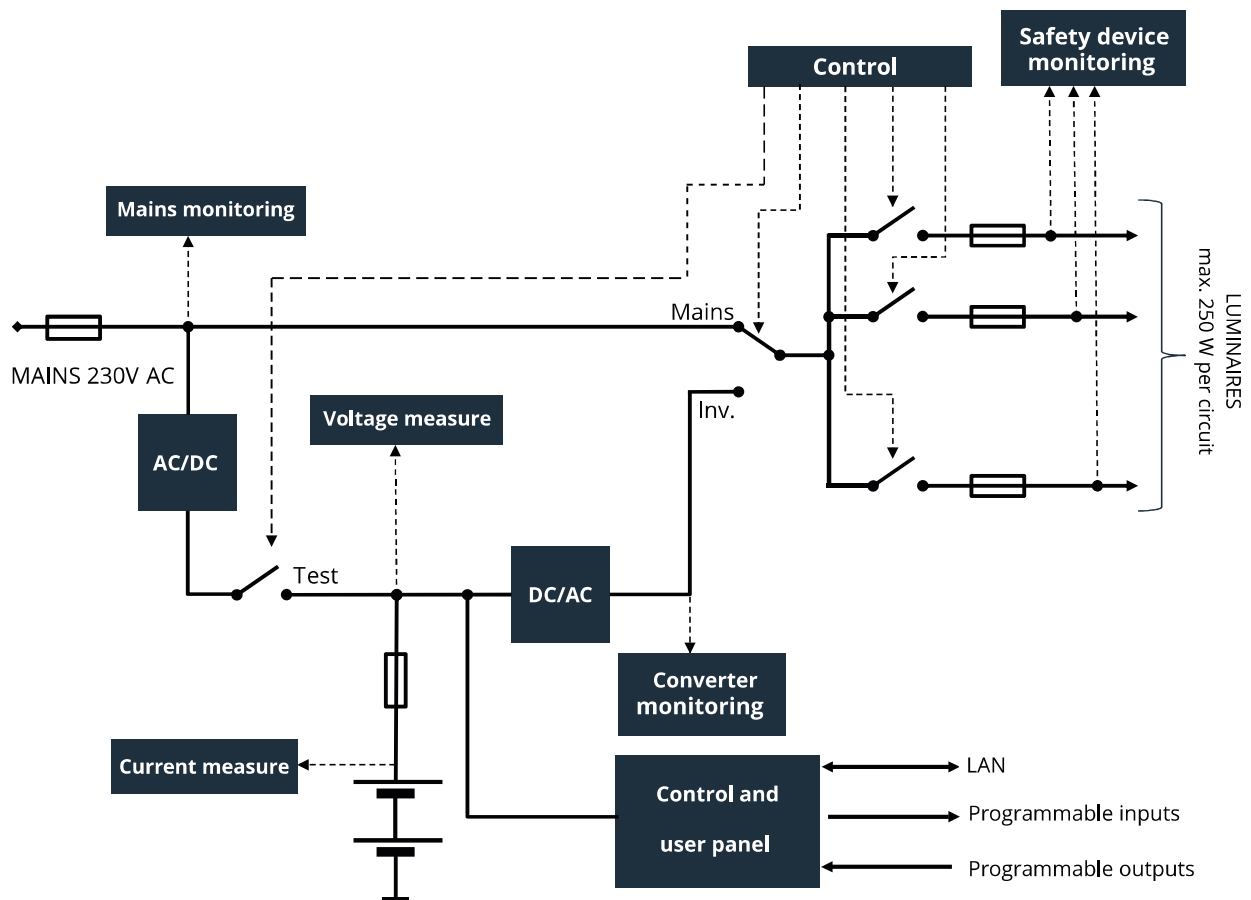 Safety device
monitoring
Control
Mains monitoring
Mains
MAINS 230V AC
LUMINAIRES
max. 250 W per circuit
Inv.
Voltage measure
AC/DC
Test
DC/AC
Converter
monitoring
Current measure
Control and
user panel
LAN
Programmable inputs
Programmable outputs